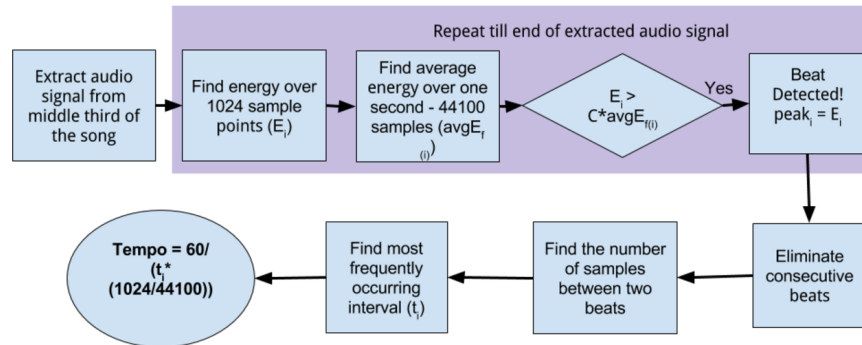 Repeat till end of extracted audio signal
Extract audio
signal from
middle third of
the song
Find energy over
1024 sample
points (Ei)
Find average
energy over one
second - 44100
samples (avgEf
(i)
)
Ei >
C*avgEf(i)
Yes
Beat
Detected!
peaki = Ei
Eliminate
consecutive
beats
Find the number
of samples
between two
beats
Find most
frequently
occurring
interval (ti)
Tempo = 60/
(ti*
(1024/44100))